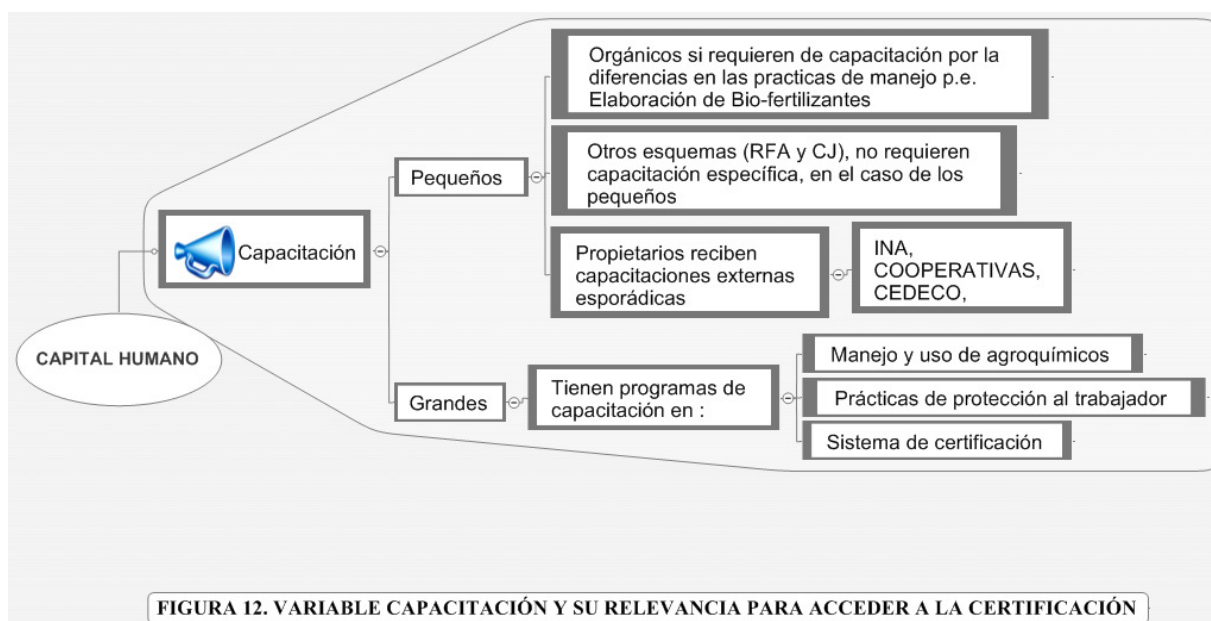 Orgánicos si requieren de capacitación por la
diferencias en las practicas de manejo p.e.
Elaboración de Bio-fertilizantes
Pequeños
Otros esquemas (RFA y CJ), no requieren
capacitación específica, en el caso de los
pequeños
Capacitación
Propietarios reciben
capacitaciones externas
esporádicas
INA,
COOPERATIVAS,
CEDECO,
CAPITAL HUMANO
Grandes
Tienen programas de
capacitación en :
Manejo y uso de agroquímicos
Prácticas de protección al trabajador
Sistema de certificación
FIGURA 12. VARIABLE CAPACITACIÓN Y SU RELEVANCIA PARA ACCEDER A LA CERTIFICACIÓN